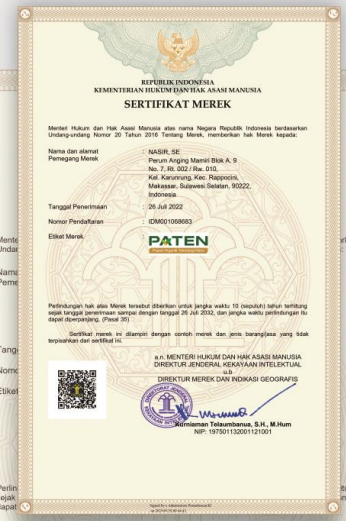 REPUBLIK INDONESIA
KEMENTERIAN HUKUM DAN HAK ASASI MANUSIA
SERTIFIKAT MEREK
Menteri Hukum dan Hak Asasi Manusia atas nama Negara Republik Indonesia berdasarkan
Undang-undang Nomor 20 Tahun 2016 Tentang Merek, memberikan hak Merek kepada:
Nama dan alamat : NASIR, SE
Pemegang Merek Perum Anging Mamiri Blok A, 9
No. 7, Rt. 002 / Rw. 010,
Kel. Karunrung, Kec. Rappocini,
Makassar, Sulawesi Selatan, 90222,
Indonesia
Tanggal Penerimaan : 26 Juli 2022
Nomor Pendaftaran : IDM001068683
Etiket Merek : PATEN
Perlindungan hak atas Merek tersebut diberikan untuk jangka waktu 10 (sepuluh) tahun terhitung
sejak tanggal penerimaan sampai dengan tanggal 26 Juli 2032, dan jangka waktu perlindungan itu
dapat diperpanjang. (Pasal 35)
Sertifikat merek ini dilampiri dengan contoh merek dan jenis barang/jasa yang tidak
terpisahkan dari sertifikat ini.
a.n. MENTERI HUKUM DAN HAK ASASI MANUSIA
DIREKTUR JENDERAL KEKAYAAN INTELEKTUAL
u.b
DIREKTUR MEREK DAN INDIKASI GEOGRAFIS
Kurniaman Telaumbanua, S.H., M.Hum
NIP: 197501132001121001